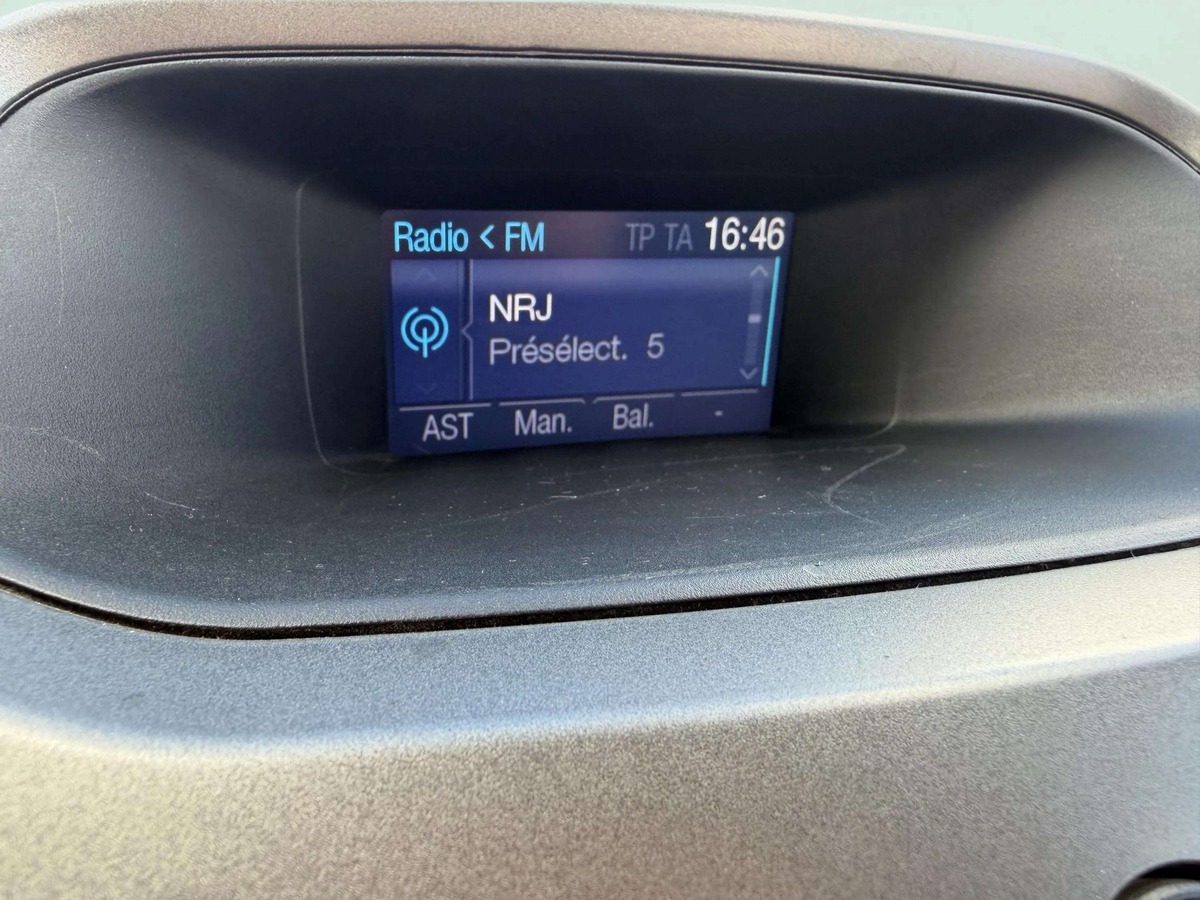 Radio < FM TP TA 16:46
NRJ
Présélect. 5
AST Man. Bal. -